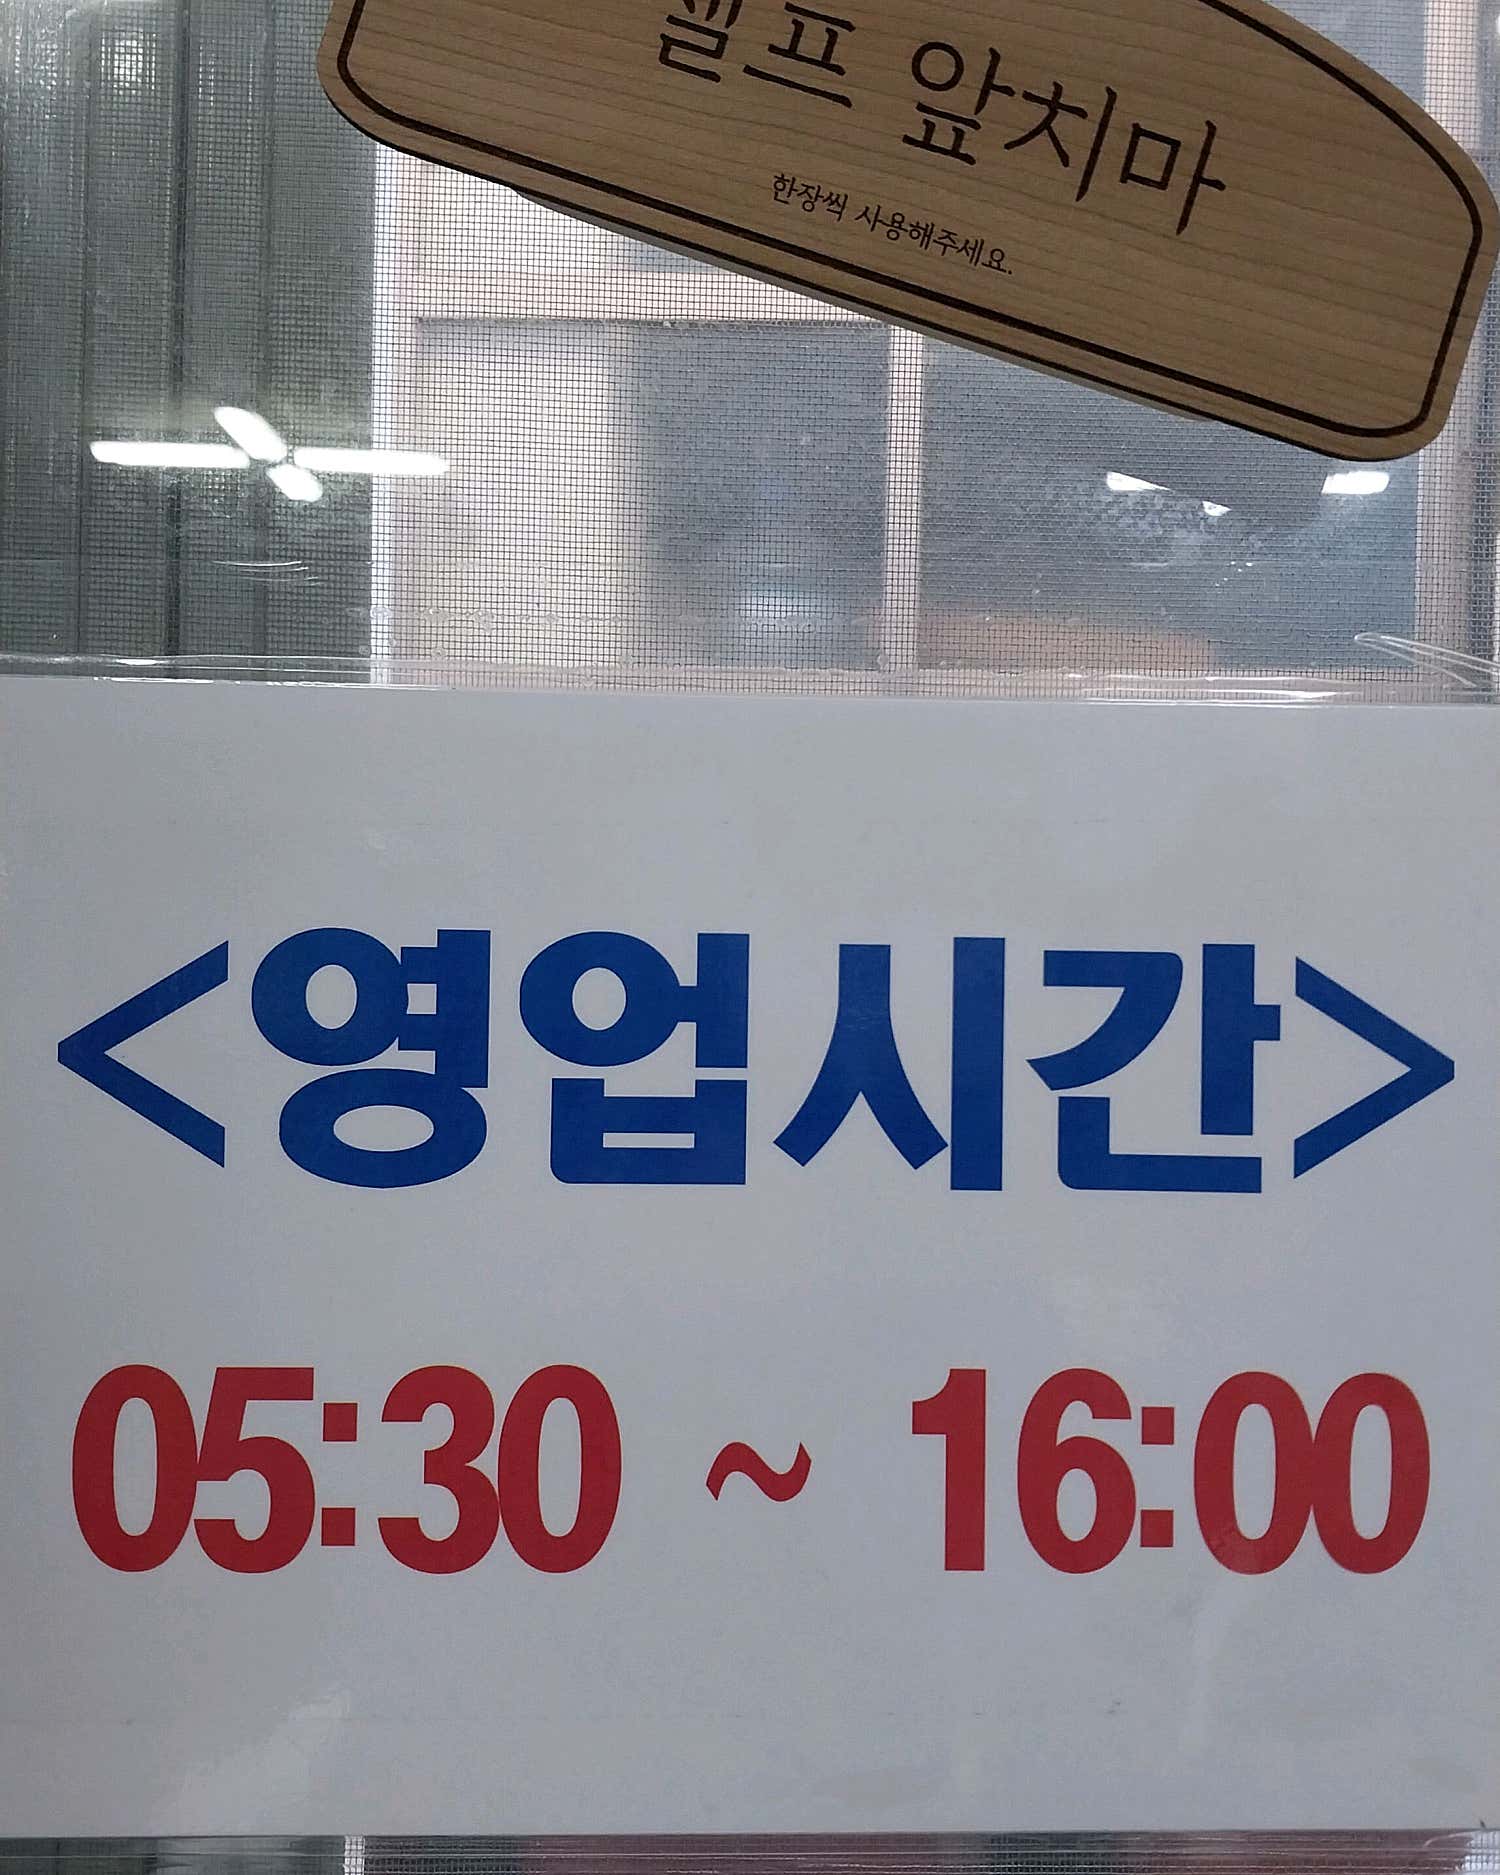 셀프 앞치마
한장씩 사용해주세요.
<영업시간>
05:30 ~ 16:00